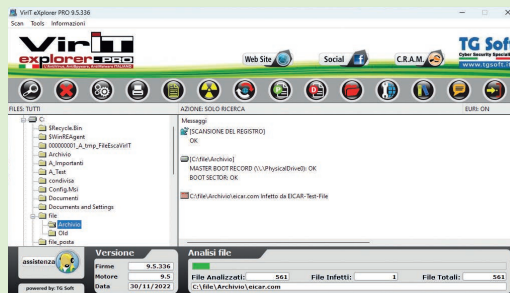 VirIT eXplorer PRO 9.5.336
Scan Tools Informazioni
VirIT
explorer PRO
Web Site
Social
C.R.A.M.
TG Soft
Cyber Security Specialist
www.tgsoft.it
FILES: TUTTI
AZIONE: SOLO RICERCA
EURI: ON
C:
$Recycle.Bin
$WinREAgent
000000001_A_tmp_FileEscaVirIT
Archivio
A_Importanti
A_Test
condivisa
Config.Msi
Documenti
Documents and Settings
file
Archivio
Old
file_posta
Messaggi
[SCANSIONE DEL REGISTRO]
OK
[C:\file\Archivio]
MASTER BOOT RECORD (\\.\PhysicalDrive0): OK
BOOT SECTOR: OK
C:\file\Archivio\eicar.com Infetto da EICAR-Test-File
assistenza
powered by: TG Soft
Versione
Firme 9.5.336
Motore 9.5
Data 30/11/2022
Analisi file
File Analizzati: 561 File Infetti: 1 File Totali: 561
C:\file\Archivio\eicar.com